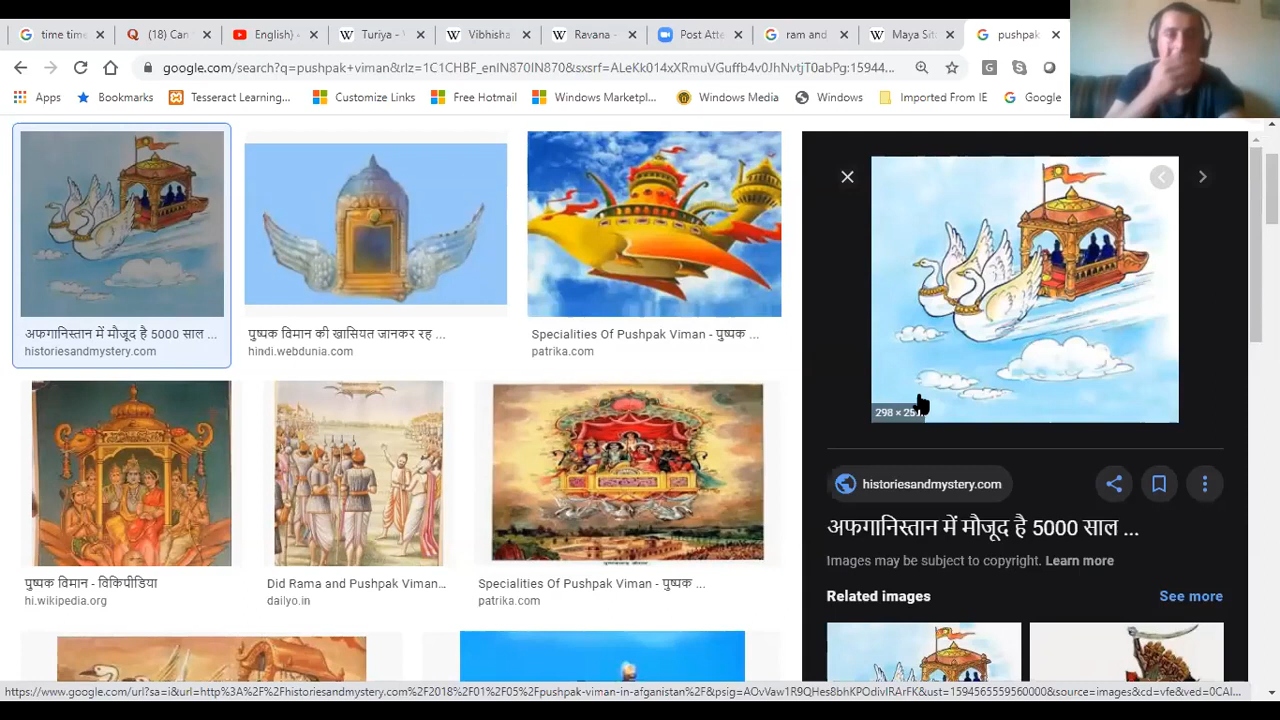 time time
(18) Car
English)
Turiya -
Vibhisha
Ravana -
Post Atte
ram and
Maya Sit
pushpak
google.com/search?q=pushpak+viman&rlz=1C1CHBF_enIN870IN870&sxsrf=ALeKk014xXRmuVGuffb4v0JhNvtjT0abPg:15944...
Apps
Bookmarks
Tesseract Learning...
Customize Links
Free Hotmail
Windows Marketpl...
Windows Media
Windows
Imported From IE
Google
अफगानिस्तान में मौजूद है 5000 साल ...
historiesandmystery.com
पुष्पक विमान की खासियत जानकर रह ...
hindi.webdunia.com
Specialities Of Pushpak Viman - पुष्पक ...
patrika.com
पुष्पक विमान - विकिपीडिया
hi.wikipedia.org
Did Rama and Pushpak Viman...
dailyo.in
Specialities Of Pushpak Viman - पुष्पक ...
patrika.com
298 ×
historiesandmystery.com
अफगानिस्तान में मौजूद है 5000 साल ...
Images may be subject to copyright. Learn more
Related images
See more